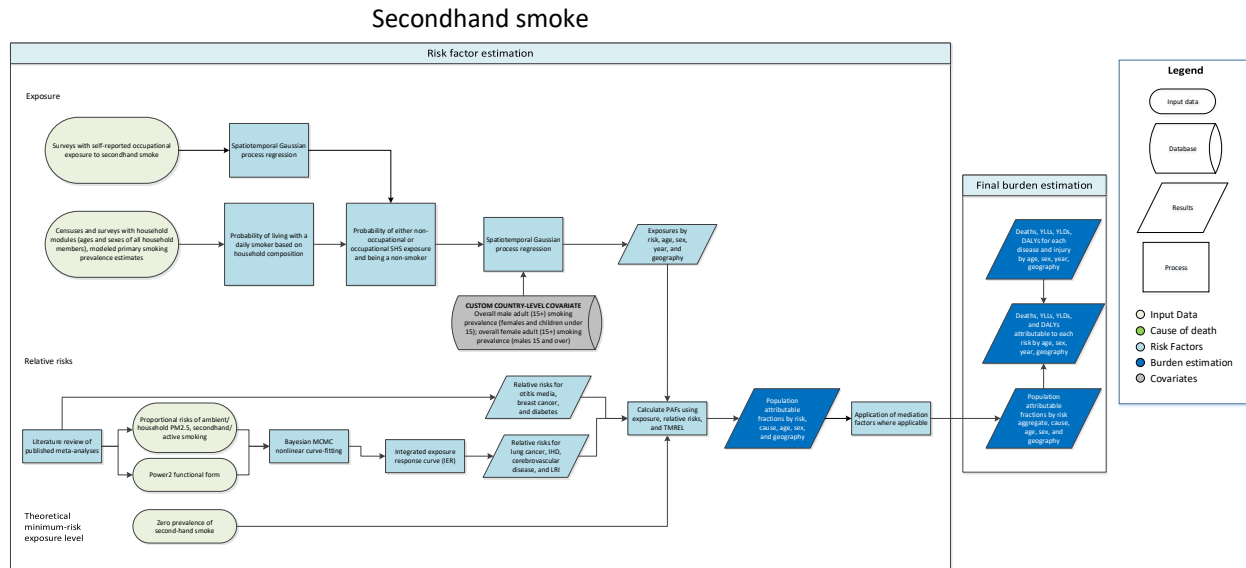 Secondhand smoke
Risk factor estimation
Exposure
Surveys with self-reported occupational
exposure to secondhand smoke
Spatiotemporal Gaussian
process regression
Censuses and surveys with household
modules (ages and sexes of all household
members), modeled primary smoking
prevalence estimates
Probability of living with a
daily smoker based on
household composition
Probability of either non-
occupational or
occupational SHS exposure
and being a non-smoker
Spatiotemporal Gaussian
process regression
Exposures by
risk, age, sex,
year, and
geography
CUSTOM COUNTRY-LEVEL COVARIATE
Overall male adult (15+) smoking
prevalence (females and children under
15); overall female adult (15+) smoking
prevalence (males 15 and over)
Relative risks
Literature review of
published meta-analyses
Proportional risks of ambient/
household PM2.5, secondhand/
active smoking
Power2 functional form
Bayesian MCMC
nonlinear curve-fitting
Integrated exposure
response curve (IER)
Relative risks for
otitis media,
breast cancer,
and diabetes
Relative risks for
lung cancer, IHD,
cerebrovascular
disease, and LRI
Calculate PAFs using
exposure, relative risks,
and TMREL
Population
attributable
fractions by risk,
cause, age, sex,
and geography
Application of mediation
factors where applicable
Theoretical
minimum-risk
exposure level
Zero prevalence of
second-hand smoke
Final burden estimation
Deaths, YLLs, YLDs,
DALYs for each
disease and injury
by age, sex, year,
geography
Deaths, YLLs, YLDs,
and DALYs
attributable to each
risk by age, sex,
year, geography
Population
attributable
fractions by risk
aggregate, cause,
age, sex, and
geography
Legend
Input data
Database
Results
Process
Input Data
Cause of death
Risk Factors
Burden estimation
Covariates